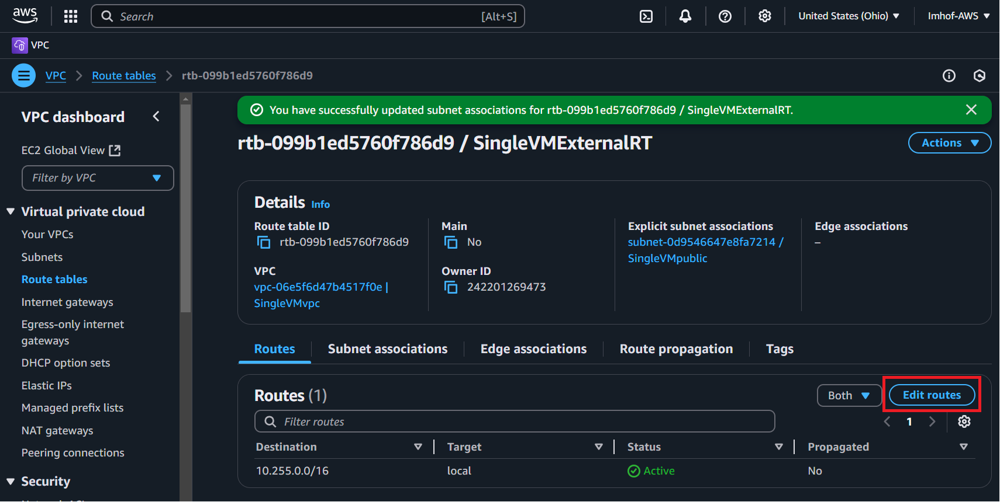 aws
Search [Alt+S]
United States (Ohio)
Imhof-AWS
VPC
VPC
Route tables
rtb-099b1ed5760f786d9
VPC dashboard
EC2 Global View
Filter by VPC
Virtual private cloud
Your VPCs
Subnets
Route tables
Internet gateways
Egress-only internet
gateways
DHCP option sets
Elastic IPs
Managed prefix lists
NAT gateways
Peering connections
Security
You have successfully updated subnet associations for rtb-099b1ed5760f786d9 / SingleVMExternalRT.
rtb-099b1ed5760f786d9 / SingleVMExternalRT
Actions
Details Info
Route table ID
rtb-099b1ed5760f786d9
Main
No
Explicit subnet associations
subnet-0d9546647e8fa7214 /
SingleVMpublic
Edge associations
–
VPC
vpc-06e5f6d47b4517f0e |
SingleVMvpc
Owner ID
242201269473
Routes
Subnet associations
Edge associations
Route propagation
Tags
Routes (1)
Both
Edit routes
Filter routes
1
Destination
Target
Status
Propagated
10.255.0.0/16
local
Active
No